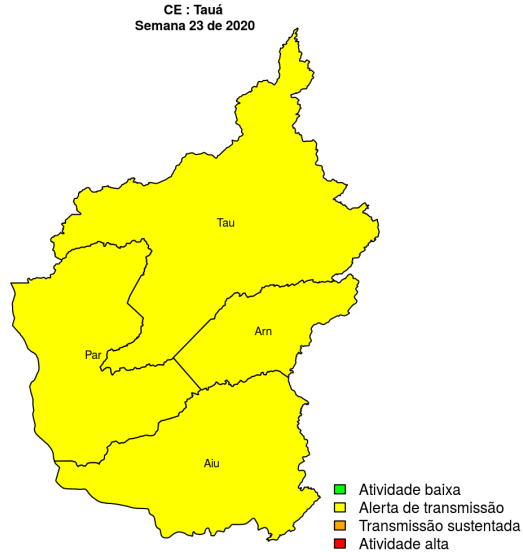 CE : Tauá
Semana 23 de 2020
Tau
Arn
Par
Aiu
Atividade baixa
Alerta de transmissão
Transmissão sustentada
Atividade alta